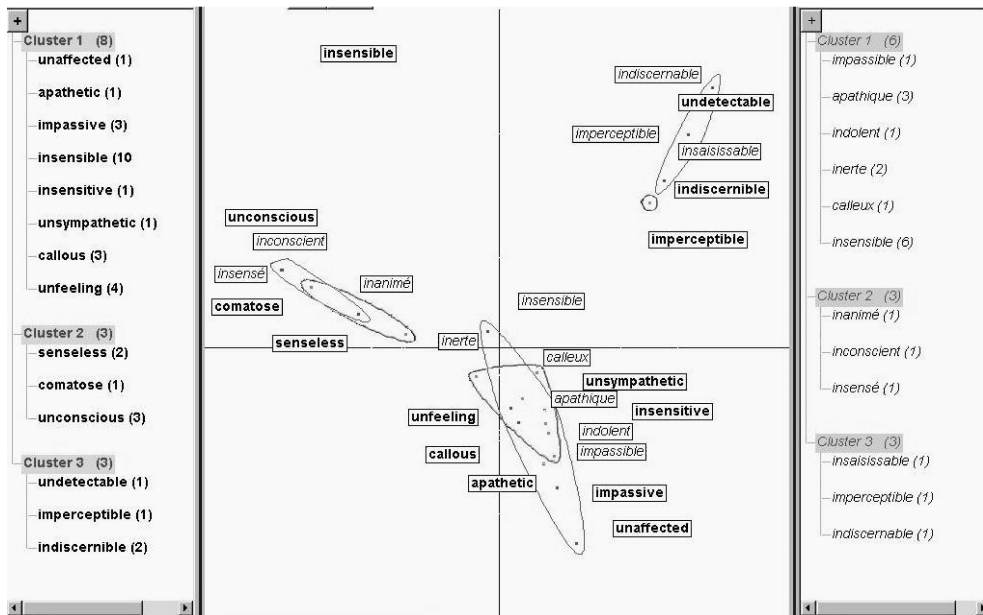 +
Cluster 1 (8)
unaffected (1)
apathetic (1)
impassive (3)
insensible (10
insensitive (1)
unsympathetic (1)
callous (3)
unfeeling (4)
Cluster 2 (3)
senseless (2)
comatose (1)
unconscious (3)
Cluster 3 (3)
undetectable (1)
imperceptible (1)
indiscernible (2)
insensible
indiscernable
undetectable
imperceptible
insaisissable
indiscernible
imperceptible
unconscious
inconscient
insensé
inanimé
comatose
senseless
insensible
inerte
calleux
unsympathetic
apathique
insensitive
unfeeling
indolent
callous
impassible
apathetic
impassive
unaffected
+
Cluster 1 (6)
impassible (1)
apathique (3)
indolent (1)
inerte (2)
calleux (1)
insensible (6)
Cluster 2 (3)
inanimé (1)
inconscient (1)
insensé (1)
Cluster 3 (3)
insaisissable (1)
imperceptible (1)
indiscernable (1)